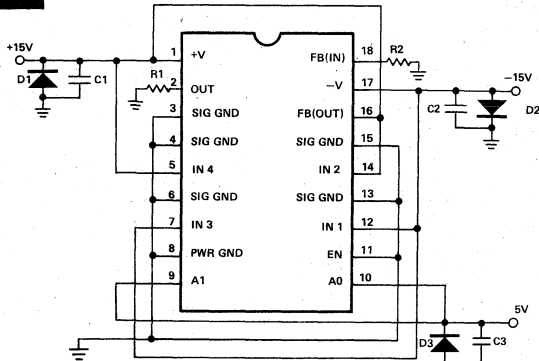 +15V
D1
C1
R1
1 +V
2 OUT
3 SIG GND
4 SIG GND
5 IN 4
6 SIG GND
7 IN 3
8 PWR GND
9 A1
FB(IN) 18
R2
−V 17
FB(OUT) 16
SIG GND 15
IN 2 14
SIG GND 13
IN 1 12
EN 11
A0 10
−15V
C2
D2
5V
D3
C3